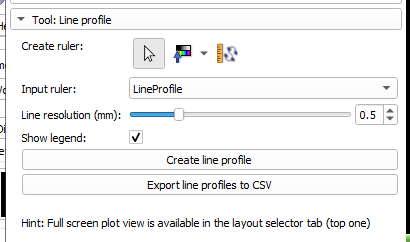 Tool: Line profile
Create ruler:
Input ruler: LineProfile
Line resolution (mm): 0.5
Show legend:
Create line profile
Export line profiles to CSV
Hint: Full screen plot view is available in the layout selector tab (top one)